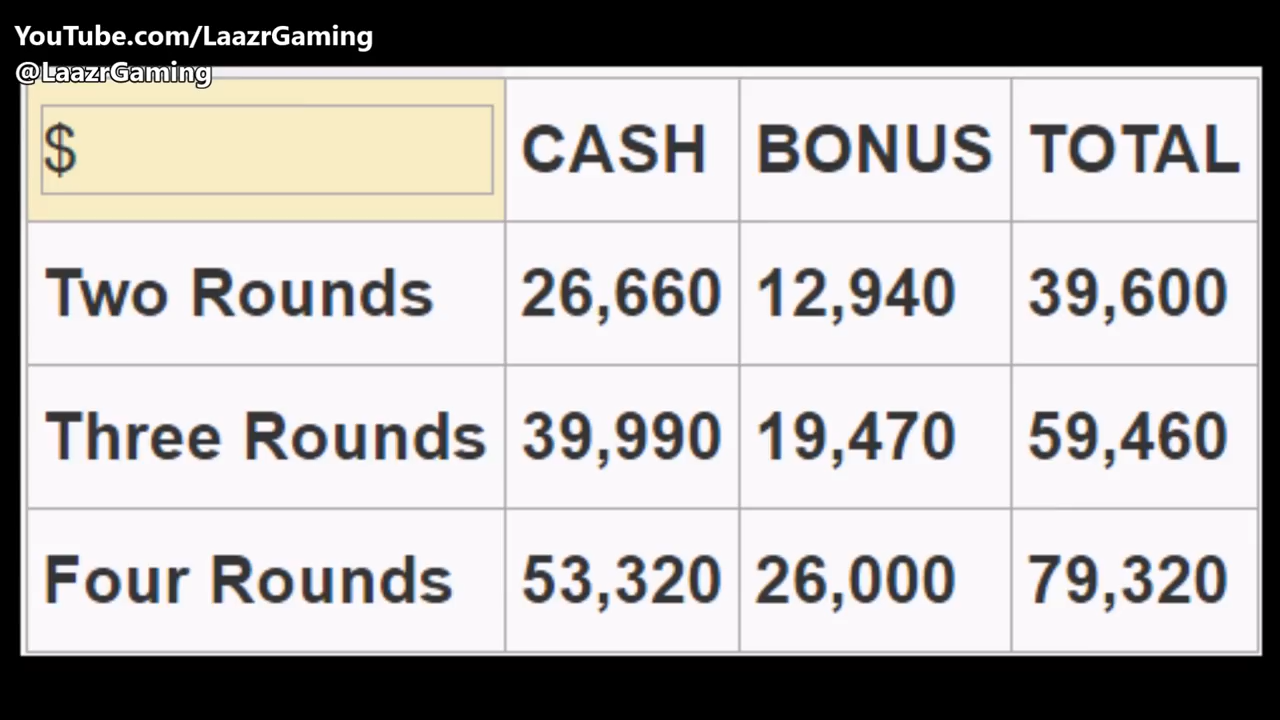 YouTube.com/LaazrGaming
@LaazrGaming
$ CASH BONUS TOTAL
Two Rounds 26,660 12,940 39,600
Three Rounds 39,990 19,470 59,460
Four Rounds 53,320 26,000 79,320